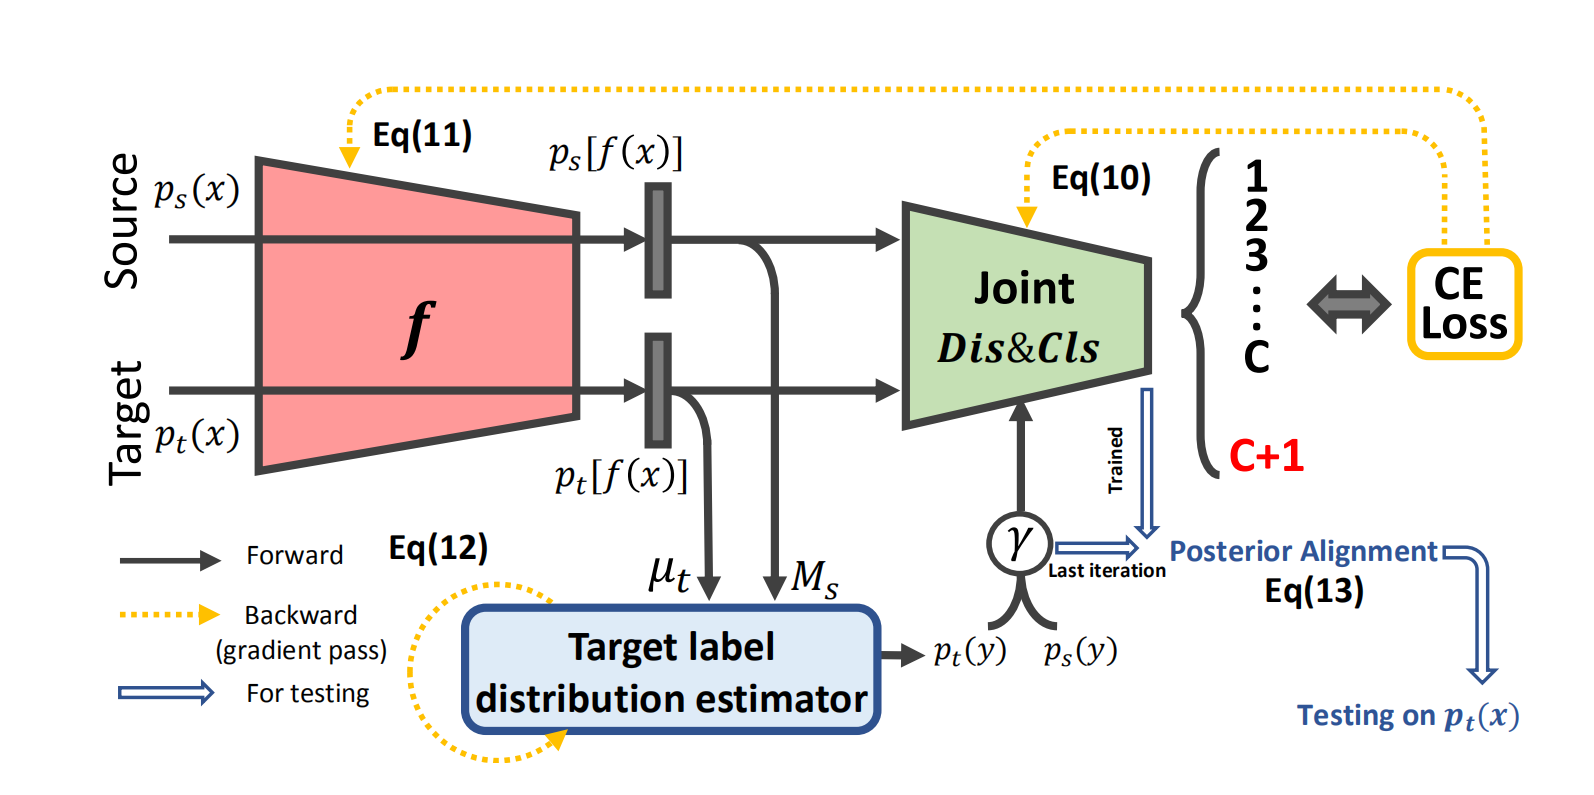 Eq(11)
p_s[f(x)]
Source
p_s(x)
Eq(10)
1
2
3
⋮
C
C+1
CE
Loss
f
Joint
Dis&Cls
Target
p_t(x)
p_t[f(x)]
Trained
γ
Last iteration
Posterior Alignment
Eq(13)
Forward
Eq(12)
μ_t
M_s
Backward
(gradient pass)
For testing
Target label
distribution estimator
p_t(y)
p_s(y)
Testing on p_t(x)